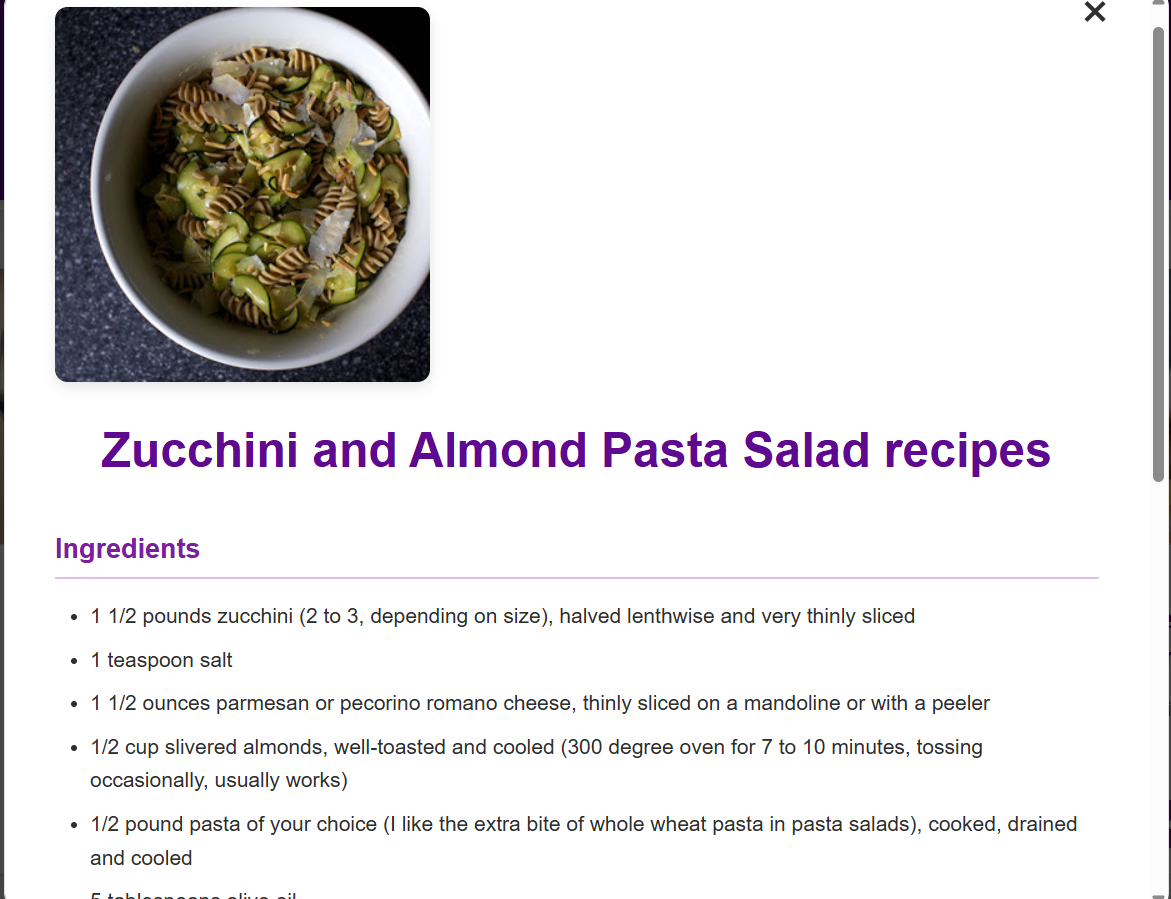 Zucchini and Almond Pasta Salad recipes
Ingredients
• 1 1/2 pounds zucchini (2 to 3, depending on size), halved lenthwise and very thinly sliced
• 1 teaspoon salt
• 1 1/2 ounces parmesan or pecorino romano cheese, thinly sliced on a mandoline or with a peeler
• 1/2 cup slivered almonds, well-toasted and cooled (300 degree oven for 7 to 10 minutes, tossing
occasionally, usually works)
• 1/2 pound pasta of your choice (I like the extra bite of whole wheat pasta in pasta salads), cooked, drained
and cooled
5 tablespoons olive oil